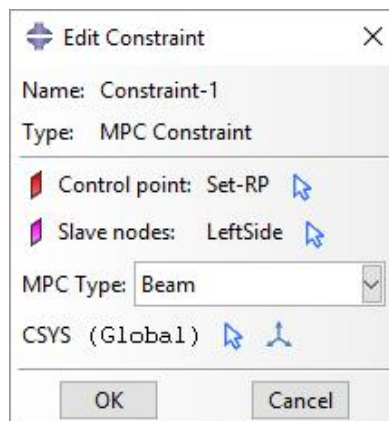 Edit Constraint
Name: Constraint-1
Type: MPC Constraint
Control point: Set-RP
Slave nodes: LeftSide
MPC Type: Beam
CSYS (Global)
OK Cancel